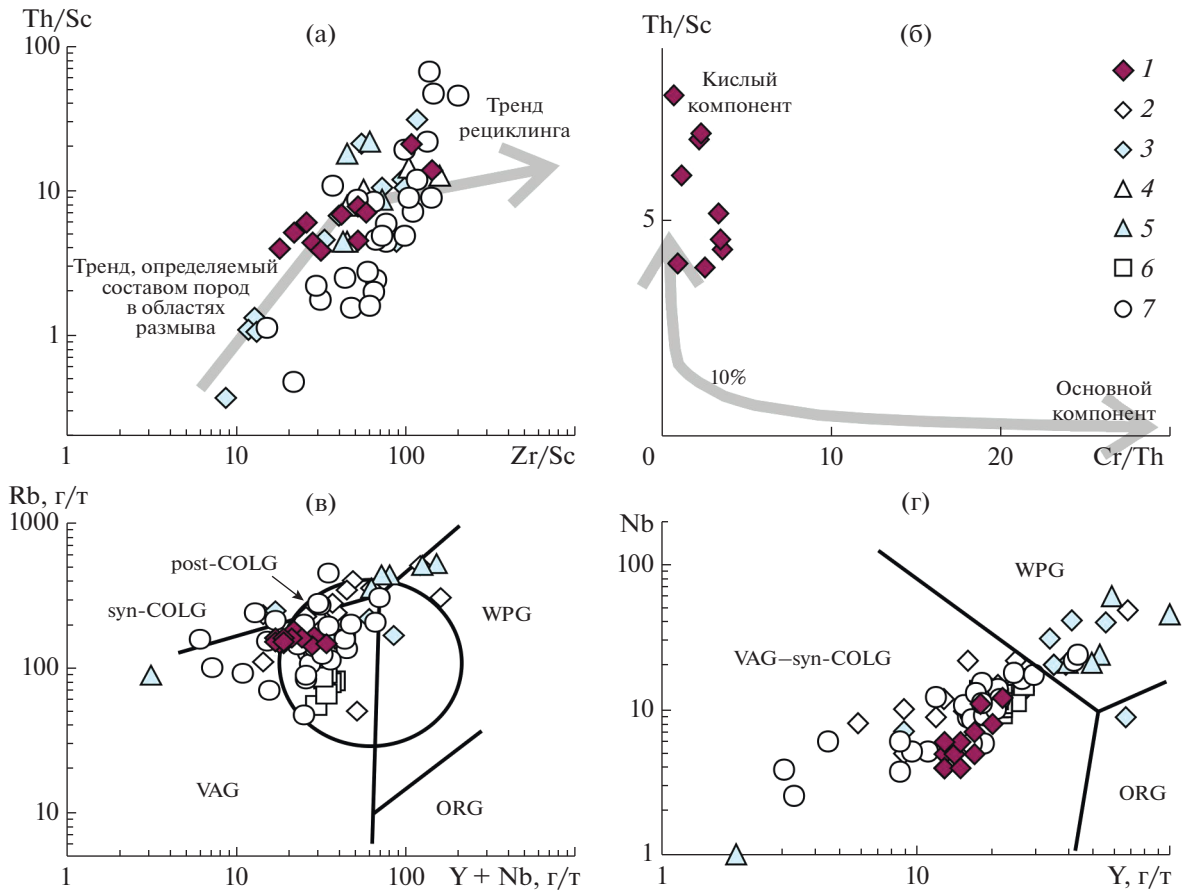 Th/Sc
(а)
100
10
1
Тренд
рециклинга
Тренд, определяемый
составом пород
в областях
размыва
1
10
100
Zr/Sc
Th/Sc
(б)
5
Кислый
компонент
10%
Основной
компонент
0
10
20
Cr/Th
1
2
3
4
5
6
7
Rb, г/т
(в)
1000
100
10
post-COLG
syn-COLG
WPG
VAG
ORG
1
10
100
Y + Nb, г/т
Nb
(г)
100
10
1
WPG
VAG–syn-COLG
ORG
10
Y, г/т